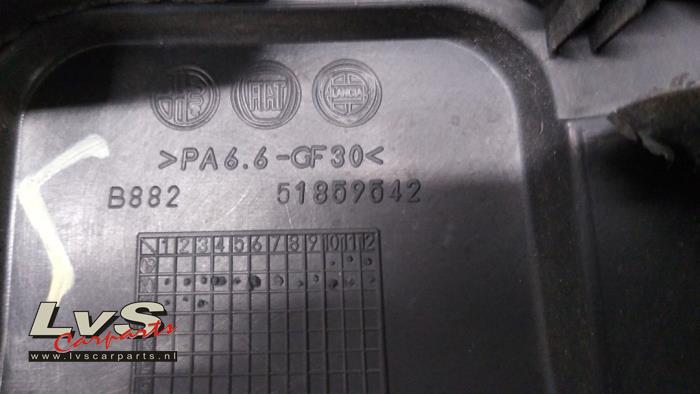 FIAT LANCIA
>PA6.6-GF30<
B882 51859542
1 2 3 4 5 6 7 8 9 10 11 12
LvS
Carparts
www.lvscarparts.nl